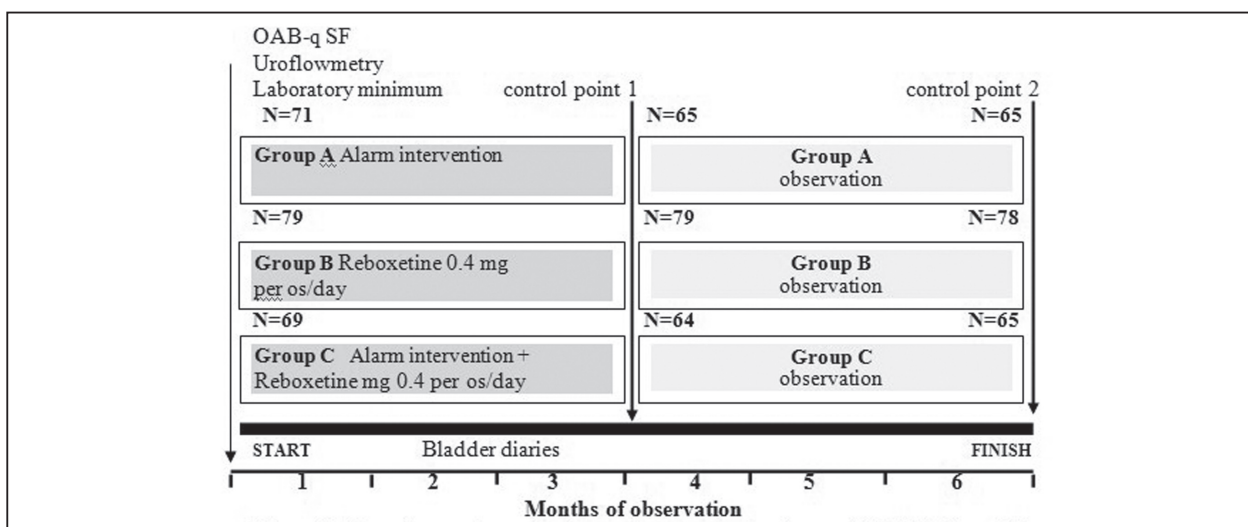 OAB-q SF
Uroflowmetry
Laboratory minimum
control point 1
control point 2
N=71
N=65
N=65
Group A Alarm intervention
Group A
observation
N=79
N=79
N=78
Group B Reboxetine 0.4 mg
per os/day
Group B
observation
N=69
N=64
N=65
Group C Alarm intervention +
Reboxetine mg 0.4 per os/day
Group C
observation
START
Bladder diaries
FINISH
1 2 3 4 5 6
Months of observation